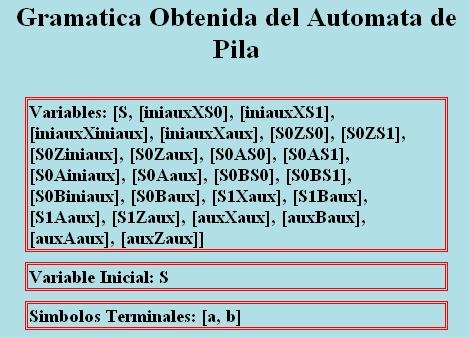 Gramatica Obtenida del Automata de
Pila
Variables: [S, [iniauxXS0], [iniauxXS1],
[iniauxXiniaux], [iniauxXaux], [S0ZS0], [S0ZS1],
[S0Ziniaux], [S0Zaux], [S0AS0], [S0AS1],
[S0Ainiaux], [S0Aaux], [S0BS0], [S0BS1],
[S0Biniaux], [S0Baux], [S1Xaux], [S1Baux],
[S1Aaux], [S1Zaux], [auxXaux], [auxBaux],
[auxAaux], [auxZaux]]
Variable Inicial: S
Simbolos Terminales: [a, b]